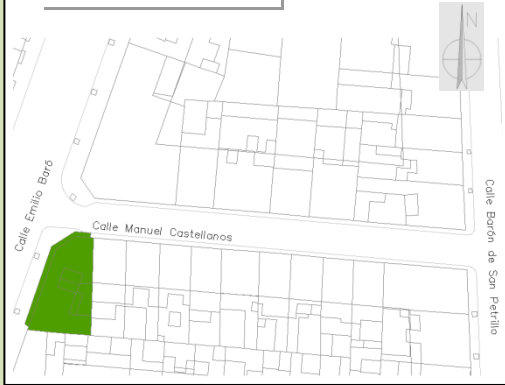 N
Calle Emilio Baró
Calle Manuel Castellanos
Calle Barón de San Petrillo